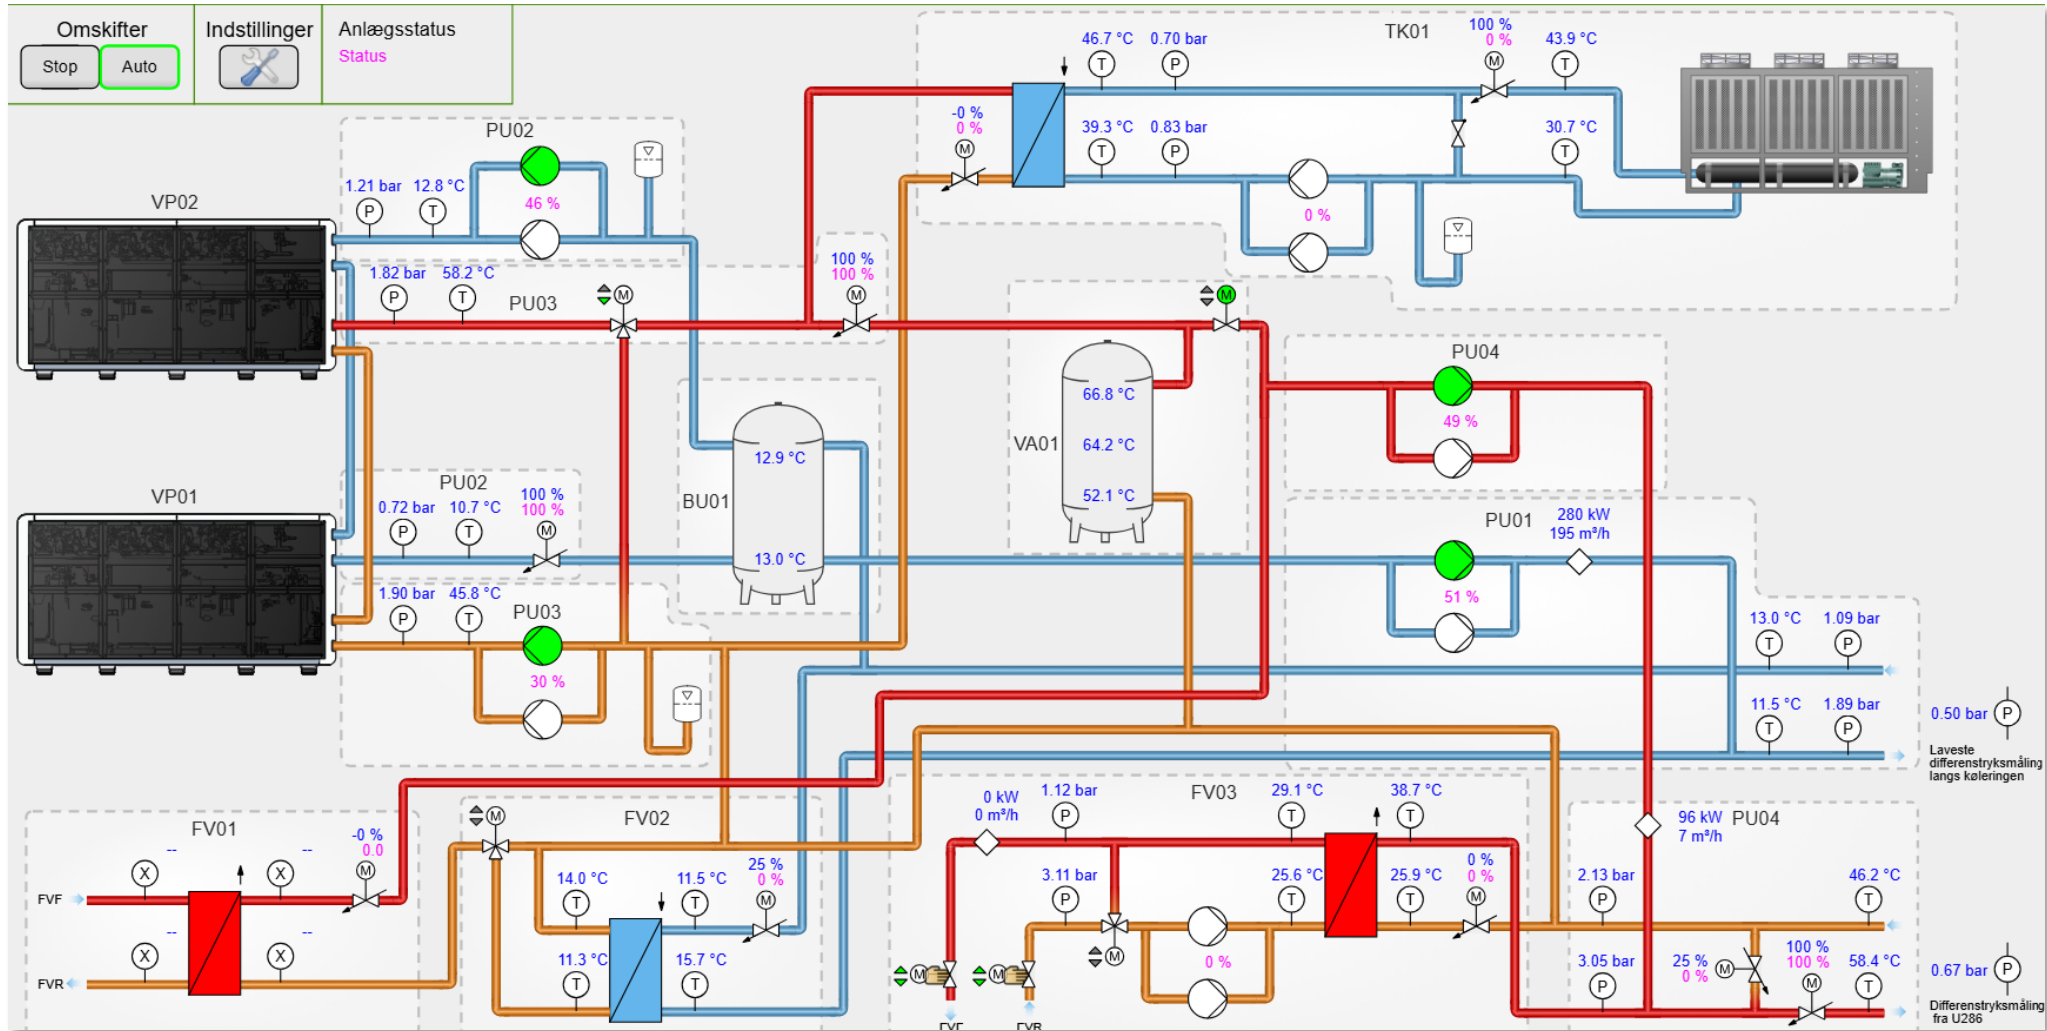 Omskifter
Stop
Auto
Indstillinger
Anlægsstatus
Status
TK01
46.7 °C
0.70 bar
100 %
0 %
43.9 °C
T
P
M
T
-0 %
0 %
M
39.3 °C
0.83 bar
30.7 °C
T
P
T
0 %
PU02
1.21 bar
12.8 °C
P
T
46 %
VP02
1.82 bar
58.2 °C
P
T
PU03
M
100 %
100 %
M
M
PU04
49 %
VA01
66.8 °C
64.2 °C
52.1 °C
BU01
12.9 °C
13.0 °C
VP01
PU02
0.72 bar
10.7 °C
P
T
100 %
100 %
M
PU01
280 kW
195 m³/h
51 %
1.90 bar
45.8 °C
P
T
PU03
30 %
13.0 °C
1.09 bar
T
P
11.5 °C
1.89 bar
T
P
0.50 bar
P
Laveste
differenstryksmåling
langs køleringen
FV01
--
--
X
X
-0 %
0.0
M
FVF
--
--
X
X
FVR
M
FV02
14.0 °C
11.5 °C
T
T
25 %
0 %
M
11.3 °C
15.7 °C
T
T
0 kW
0 m³/h
1.12 bar
P
FV03
29.1 °C
38.7 °C
T
T
3.11 bar
P
25.6 °C
25.9 °C
T
T
0 %
0 %
M
M
M
M
0 %
FVF
FVR
96 kW
7 m³/h
PU04
2.13 bar
P
46.2 °C
T
3.05 bar
P
25 %
0 %
M
100 %
100 %
M
58.4 °C
T
0.67 bar
P
Differenstryksmåling
fra U286